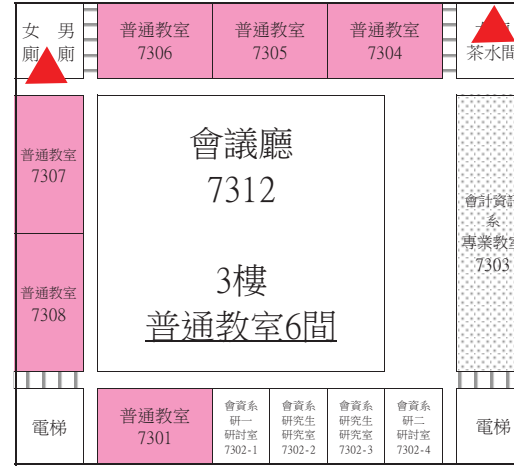 女 男
廁 廁
普通教室
7306
普通教室
7305
普通教室
7304
茶水間
普通教室
7307
普通教室
7308
會議廳
7312
3樓
普通教室6間
會計資訊
系
專業教室
7303
電梯
普通教室
7301
會資系
研一
研討室
7302-1
會資系
研究生
研究室
7302-2
會資系
研究生
研究室
7302-3
會資系
研二
研討室
7302-4
電梯